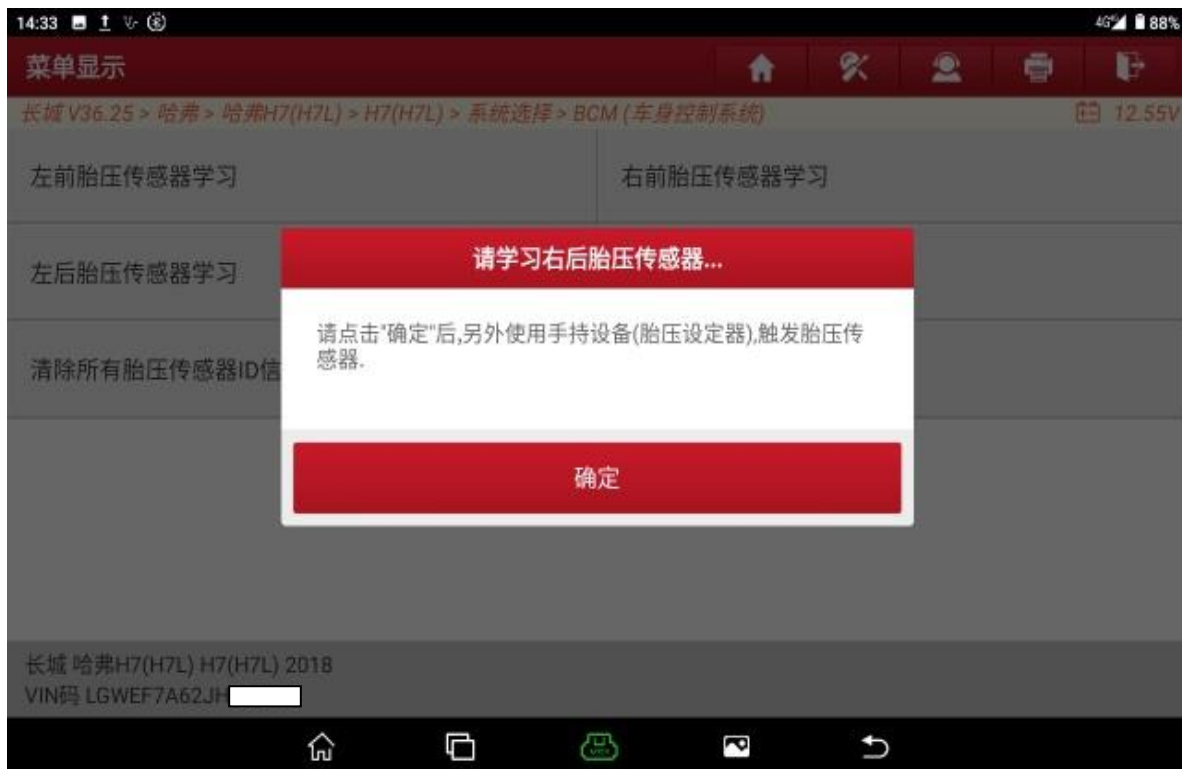 14:33
4G 88%
菜单显示
长城 V36.25 > 哈弗 > 哈弗H7(H7L) > H7(H7L) > 系统选择 > BCM (车身控制系统)
12.55V
左前胎压传感器学习
右前胎压传感器学习
左后胎压传感器学习
清除所有胎压传感器ID信
请学习右后胎压传感器...
请点击"确定"后,另外使用手持设备(胎压设定器),触发胎压传
感器.
确定
长城 哈弗H7(H7L) H7(H7L) 2018
VIN码 LGWEF7A62JH